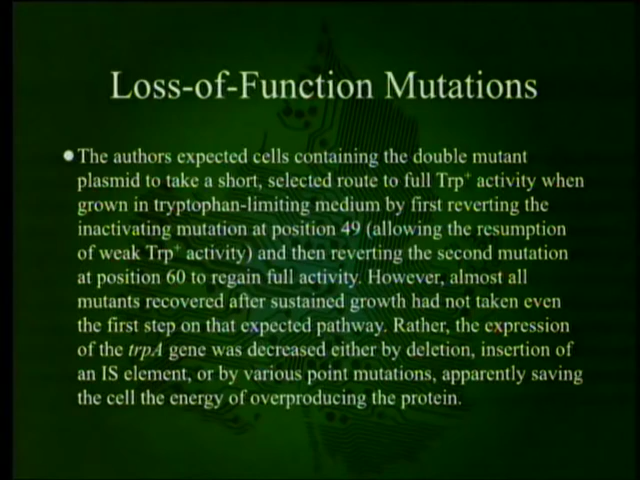 Loss-of-Function Mutations
The authors expected cells containing the double mutant
plasmid to take a short, selected route to full Trp⁺ activity when
grown in tryptophan-limiting medium by first reverting the
inactivating mutation at position 49 (allowing the resumption
of weak Trp⁺ activity) and then reverting the second mutation
at position 60 to regain full activity. However, almost all
mutants recovered after sustained growth had not taken even
the first step on that expected pathway. Rather, the expression
of the trpA gene was decreased either by deletion, insertion of
an IS element, or by various point mutations, apparently saving
the cell the energy of overproducing the protein.